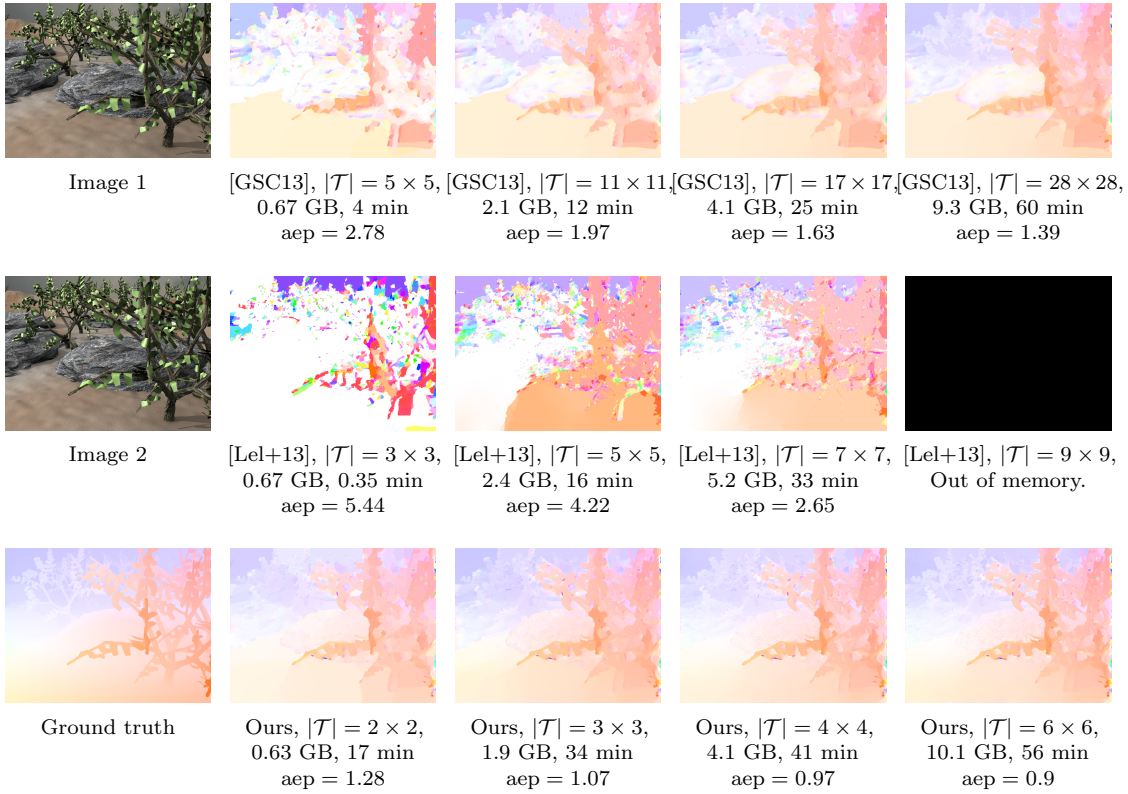 Image 1
[GSC13], |𝒯| = 5 × 5,
0.67 GB, 4 min
aep = 2.78
[GSC13], |𝒯| = 11 × 11,
2.1 GB, 12 min
aep = 1.97
[GSC13], |𝒯| = 17 × 17,
4.1 GB, 25 min
aep = 1.63
[GSC13], |𝒯| = 28 × 28,
9.3 GB, 60 min
aep = 1.39
Image 2
[Lel+13], |𝒯| = 3 × 3,
0.67 GB, 0.35 min
aep = 5.44
[Lel+13], |𝒯| = 5 × 5,
2.4 GB, 16 min
aep = 4.22
[Lel+13], |𝒯| = 7 × 7,
5.2 GB, 33 min
aep = 2.65
[Lel+13], |𝒯| = 9 × 9,
Out of memory.
Ground truth
Ours, |𝒯| = 2 × 2,
0.63 GB, 17 min
aep = 1.28
Ours, |𝒯| = 3 × 3,
1.9 GB, 34 min
aep = 1.07
Ours, |𝒯| = 4 × 4,
4.1 GB, 41 min
aep = 0.97
Ours, |𝒯| = 6 × 6,
10.1 GB, 56 min
aep = 0.9